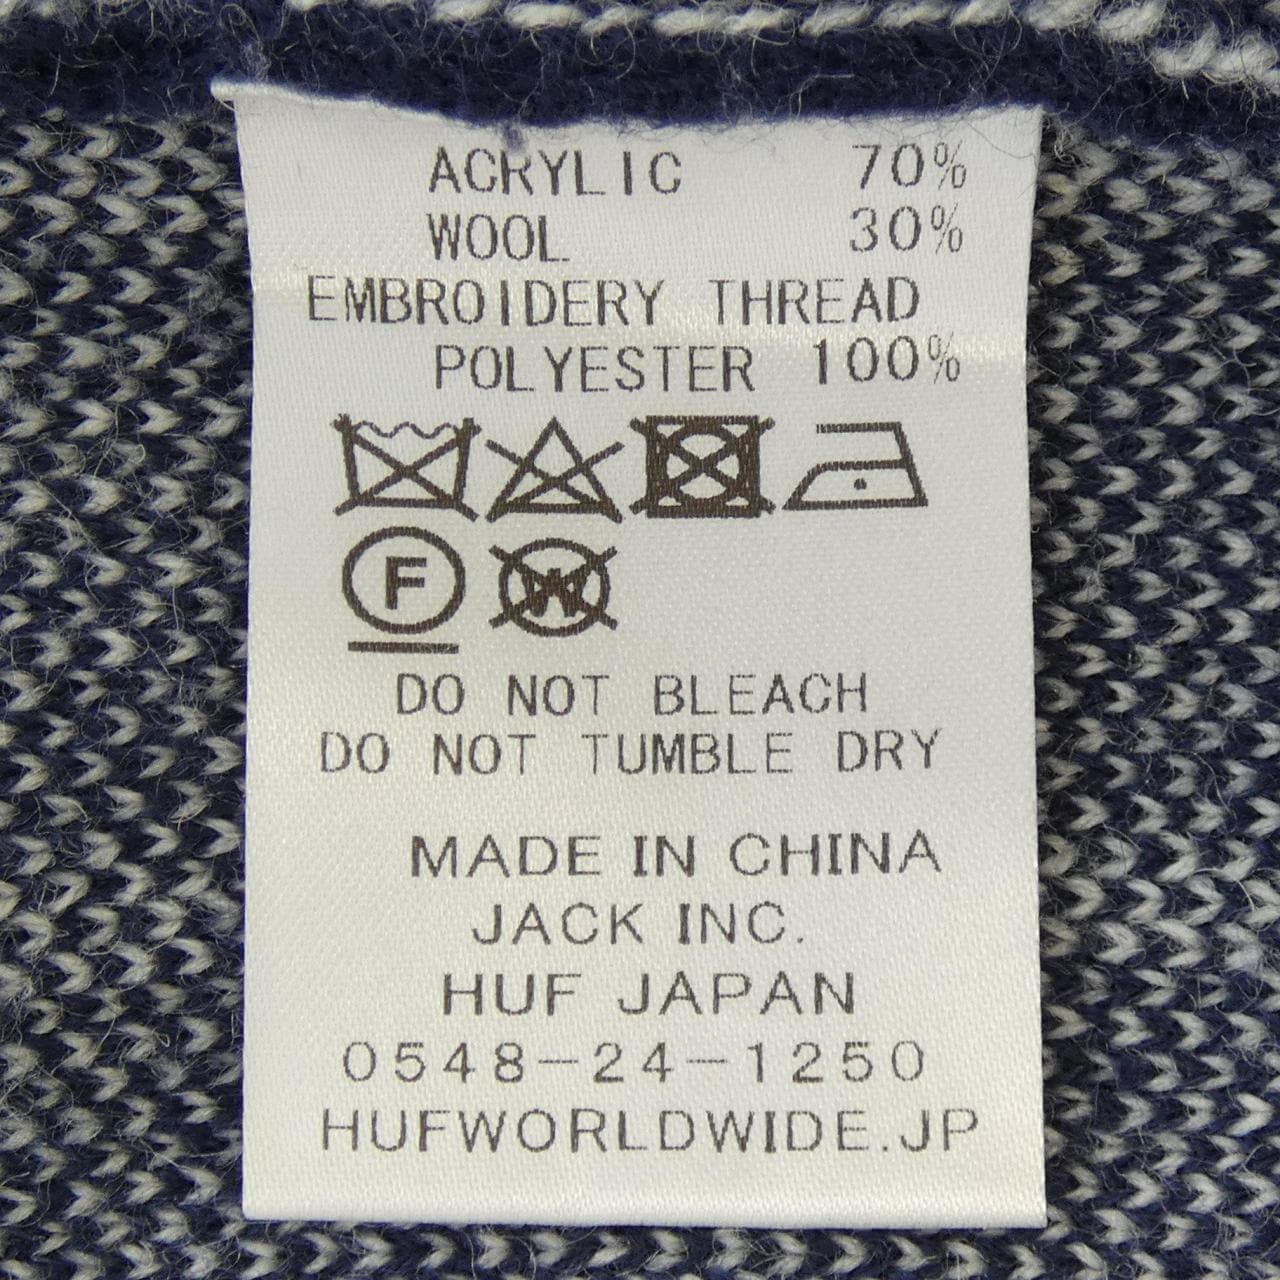 ACRYLIC 70%
WOOL 30%
EMBROIDERY THREAD
POLYESTER 100%
F W
DO NOT BLEACH
DO NOT TUMBLE DRY
MADE IN CHINA
JACK INC.
HUF JAPAN
0548-24-1250
HUFWORLDWIDE.JP